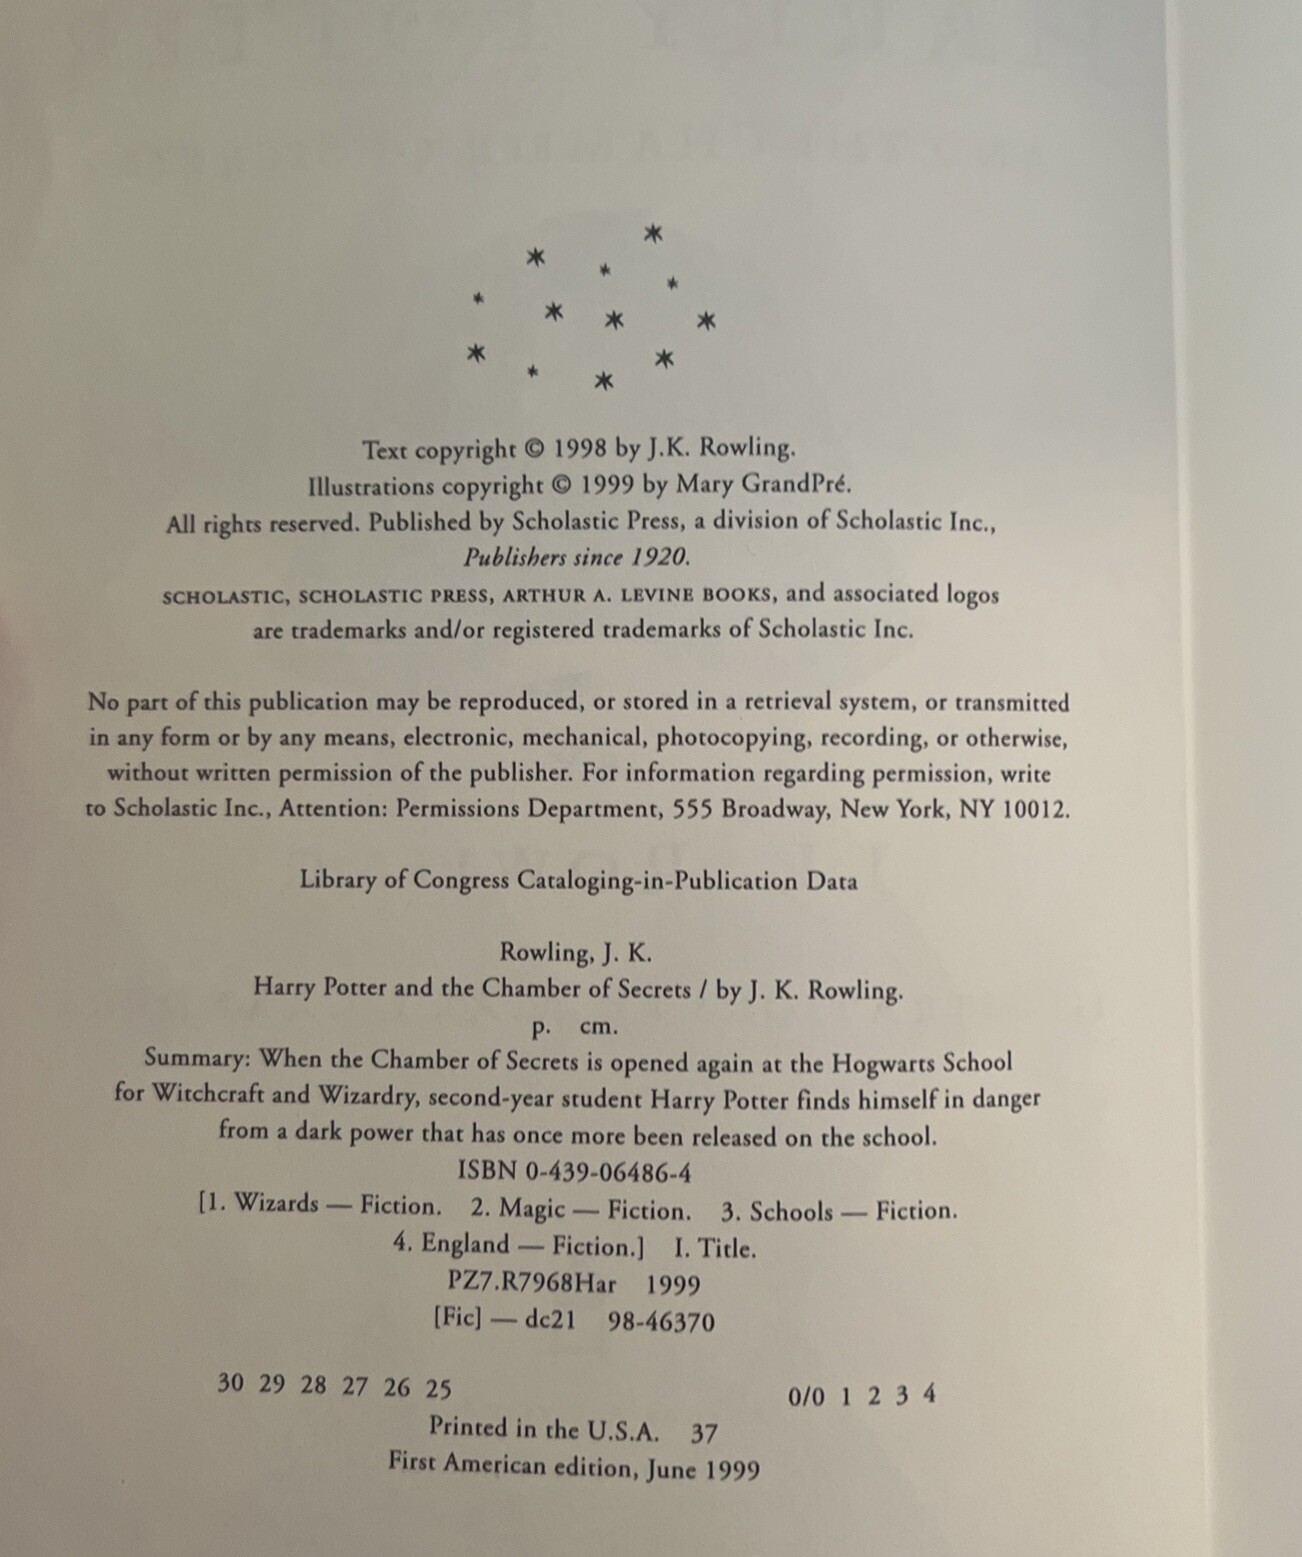 Text copyright © 1998 by J.K. Rowling.
Illustrations copyright © 1999 by Mary GrandPré.
All rights reserved. Published by Scholastic Press, a division of Scholastic Inc.,
Publishers since 1920.
SCHOLASTIC, SCHOLASTIC PRESS, ARTHUR A. LEVINE BOOKS, and associated logos
are trademarks and/or registered trademarks of Scholastic Inc.
No part of this publication may be reproduced, or stored in a retrieval system, or transmitted
in any form or by any means, electronic, mechanical, photocopying, recording, or otherwise,
without written permission of the publisher. For information regarding permission, write
to Scholastic Inc., Attention: Permissions Department, 555 Broadway, New York, NY 10012.
Library of Congress Cataloging-in-Publication Data
Rowling, J. K.
Harry Potter and the Chamber of Secrets / by J. K. Rowling.
p. cm.
Summary: When the Chamber of Secrets is opened again at the Hogwarts School
for Witchcraft and Wizardry, second-year student Harry Potter finds himself in danger
from a dark power that has once more been released on the school.
ISBN 0-439-06486-4
[1. Wizards — Fiction. 2. Magic — Fiction. 3. Schools — Fiction.
4. England — Fiction.] I. Title.
PZ7.R7968Har 1999
[Fic] — dc21 98-46370
30 29 28 27 26 25 0/0 1 2 3 4
Printed in the U.S.A. 37
First American edition, June 1999